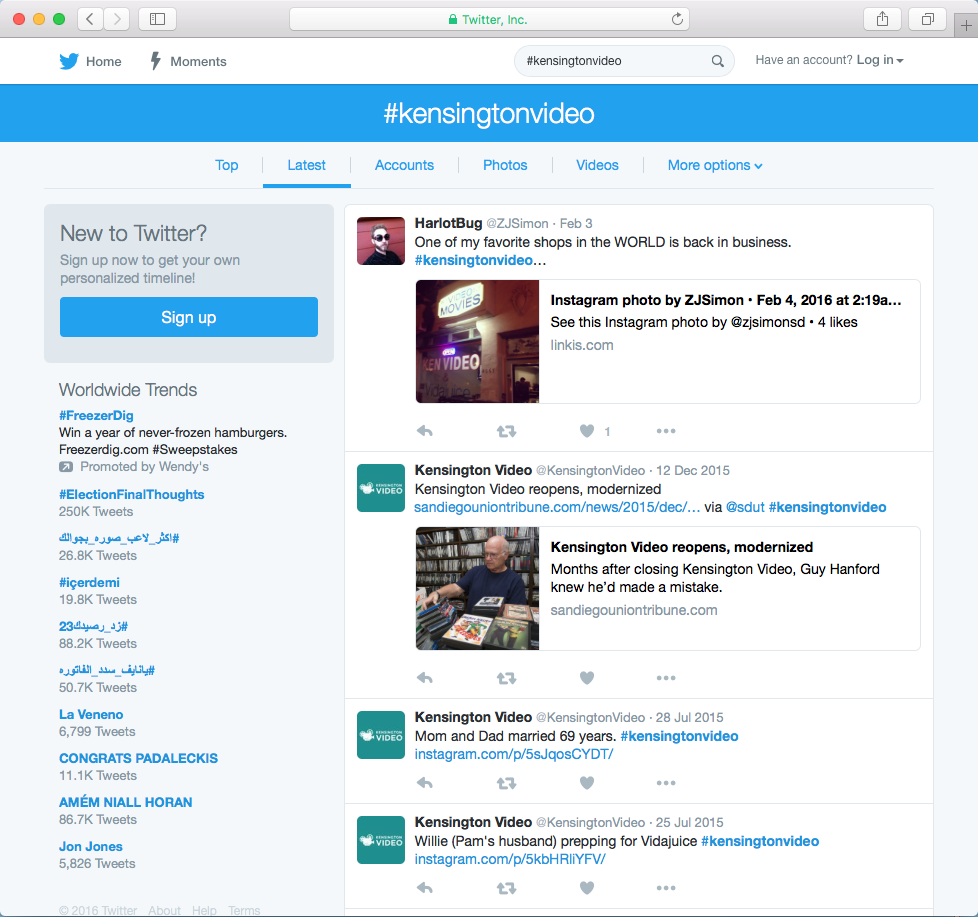 Twitter, Inc.
Home
Moments
#kensingtonvideo
Have an account? Log in
#kensingtonvideo
Top
Latest
Accounts
Photos
Videos
More options
New to Twitter?
Sign up now to get your own
personalized timeline!
Sign up
Worldwide Trends
#FreezerDig
Win a year of never-frozen hamburgers.
Freezerdig.com #Sweepstakes
Promoted by Wendy's
#ElectionFinalThoughts
250K Tweets
#اكثر_لاعب_صوره_بجوالك
26.8K Tweets
#içerdemi
19.8K Tweets
#زد_رصيدك23
88.2K Tweets
#يانايف_سدد_الفاتوره
50.7K Tweets
La Veneno
6,799 Tweets
CONGRATS PADALECKIS
11.1K Tweets
AMÉM NIALL HORAN
86.7K Tweets
Jon Jones
5,826 Tweets
© 2016 Twitter About Help Terms
HarlotBug @ZJSimon · Feb 3
One of my favorite shops in the WORLD is back in business.
#kensingtonvideo…
VIDEO
MOVIES
KEN VIDEO
Instagram photo by ZJSimon • Feb 4, 2016 at 2:19a...
See this Instagram photo by @zjsimonsd • 4 likes
linkis.com
1
Kensington Video @KensingtonVideo · 12 Dec 2015
KENSINGTON
VIDEO
Kensington Video reopens, modernized
sandiegouniontribune.com/news/2015/dec/… via @sdut #kensingtonvideo
Kensington Video reopens, modernized
Months after closing Kensington Video, Guy Hanford
knew he'd made a mistake.
sandiegouniontribune.com
Kensington Video @KensingtonVideo · 28 Jul 2015
KENSINGTON
VIDEO
Mom and Dad married 69 years. #kensingtonvideo
instagram.com/p/5sJqosCYDT/
Kensington Video @KensingtonVideo · 25 Jul 2015
KENSINGTON
VIDEO
Willie (Pam's husband) prepping for Vidajuice #kensingtonvideo
instagram.com/p/5kbHRliYFV/